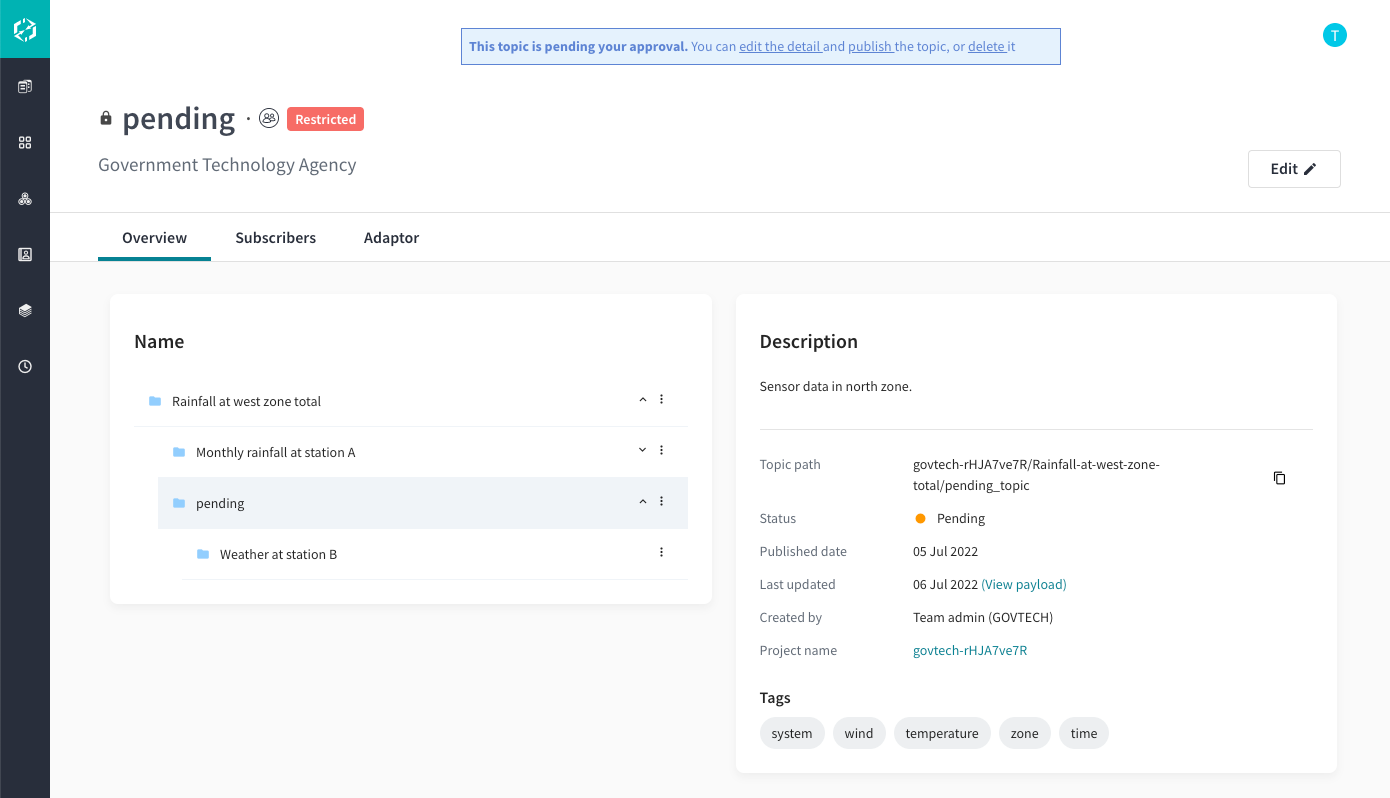 This topic is pending your approval. You can edit the detail and publish the topic, or delete it
T
pending · Restricted
Government Technology Agency
Edit
Overview Subscribers Adaptor
Name
Rainfall at west zone total
Monthly rainfall at station A
pending
Weather at station B
Description
Sensor data in north zone.
Topic path govtech-rHJA7ve7R/Rainfall-at-west-zone-
total/pending_topic
Status Pending
Published date 05 Jul 2022
Last updated 06 Jul 2022 (View payload)
Created by Team admin (GOVTECH)
Project name govtech-rHJA7ve7R
Tags
system wind temperature zone time